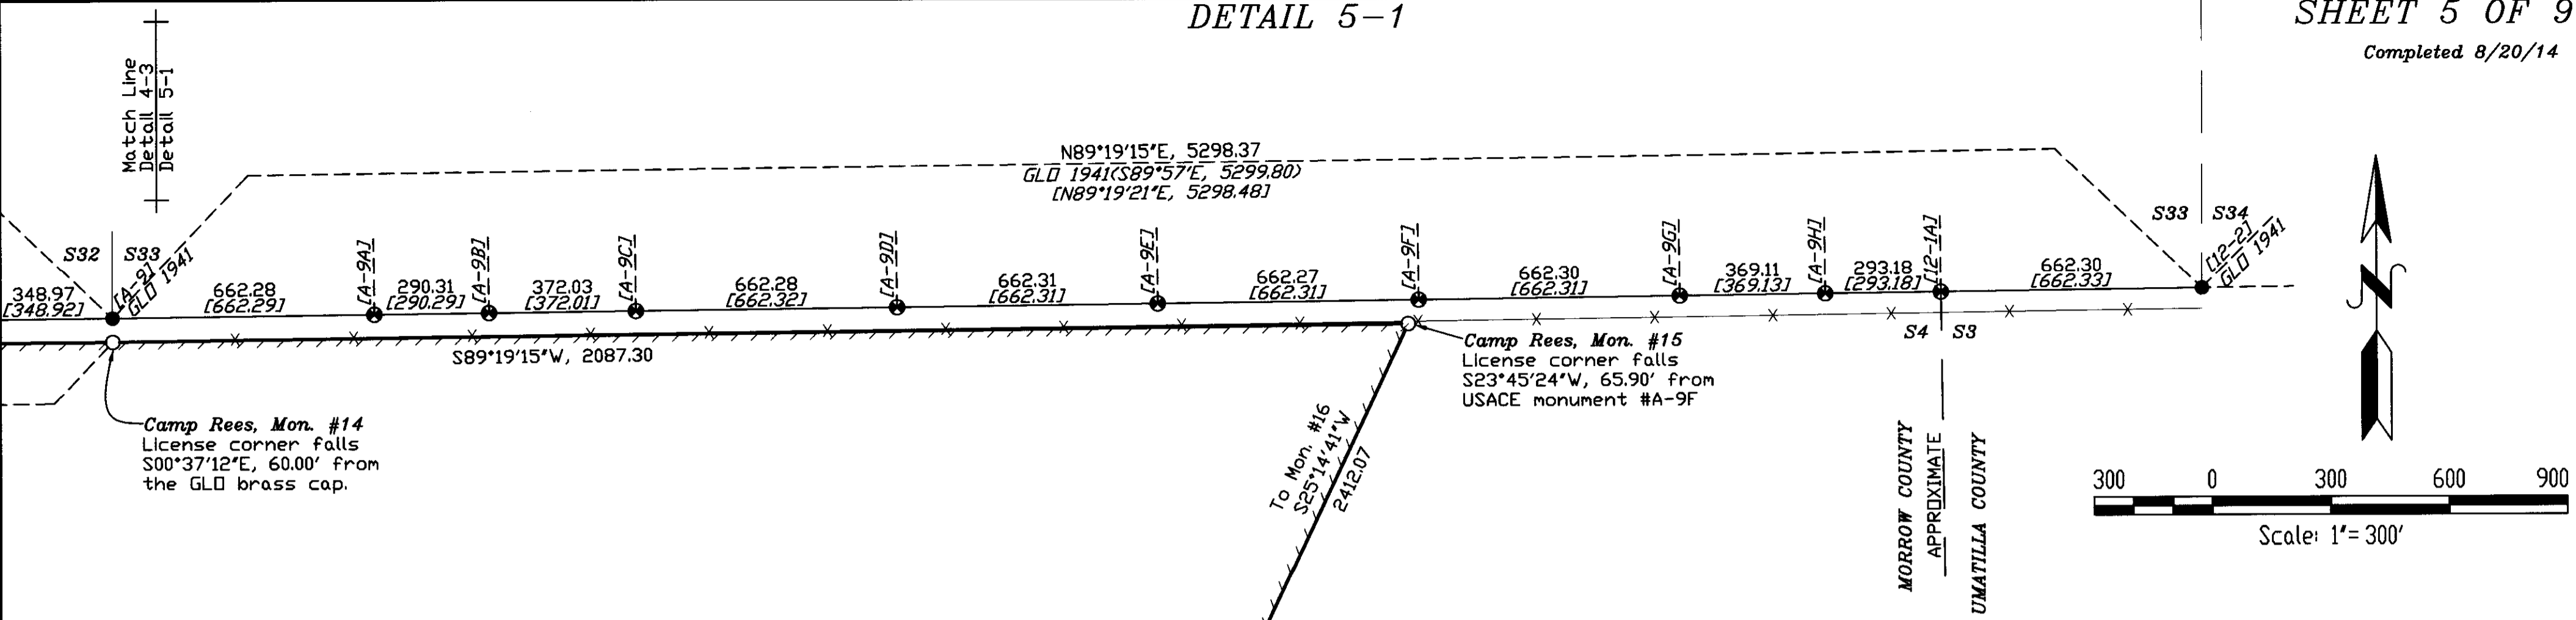 DETAIL 5-1
SHEET 5 OF 9
Completed 8/20/14
Match Line
Detail 4-3
Detail 5-1
N89°19'15"E, 5298.37
GLO 1941(S89°57'E, 5299.80)
[N89°19'21"E, 5298.48]
S32
S33
[A-9]
GLO 1941
[A-9A]
[A-9B]
[A-9C]
[A-9D]
[A-9E]
[A-9F]
[A-9G]
[A-9H]
[12-1A]
S33
S34
[12-2]
GLO 1941
348.97
[348.92]
662.28
[662.29]
290.31
[290.29]
372.03
[372.01]
662.28
[662.32]
662.31
[662.31]
662.27
[662.31]
662.30
[662.31]
369.11
[369.13]
293.18
[293.18]
662.30
[662.33]
S4
S3
S89°19'15"W, 2087.30
Camp Rees, Mon. #15
License corner falls
S23°45'24"W, 65.90' from
USACE monument #A-9F
Camp Rees, Mon. #14
License corner falls
S00°37'12"E, 60.00' from
the GLO brass cap.
To Mon. #16
S25°14'41"W
2412.07
MORROW COUNTY
APPROXIMATE
UMATILLA COUNTY
N
300 0 300 600 900
Scale: 1"= 300'